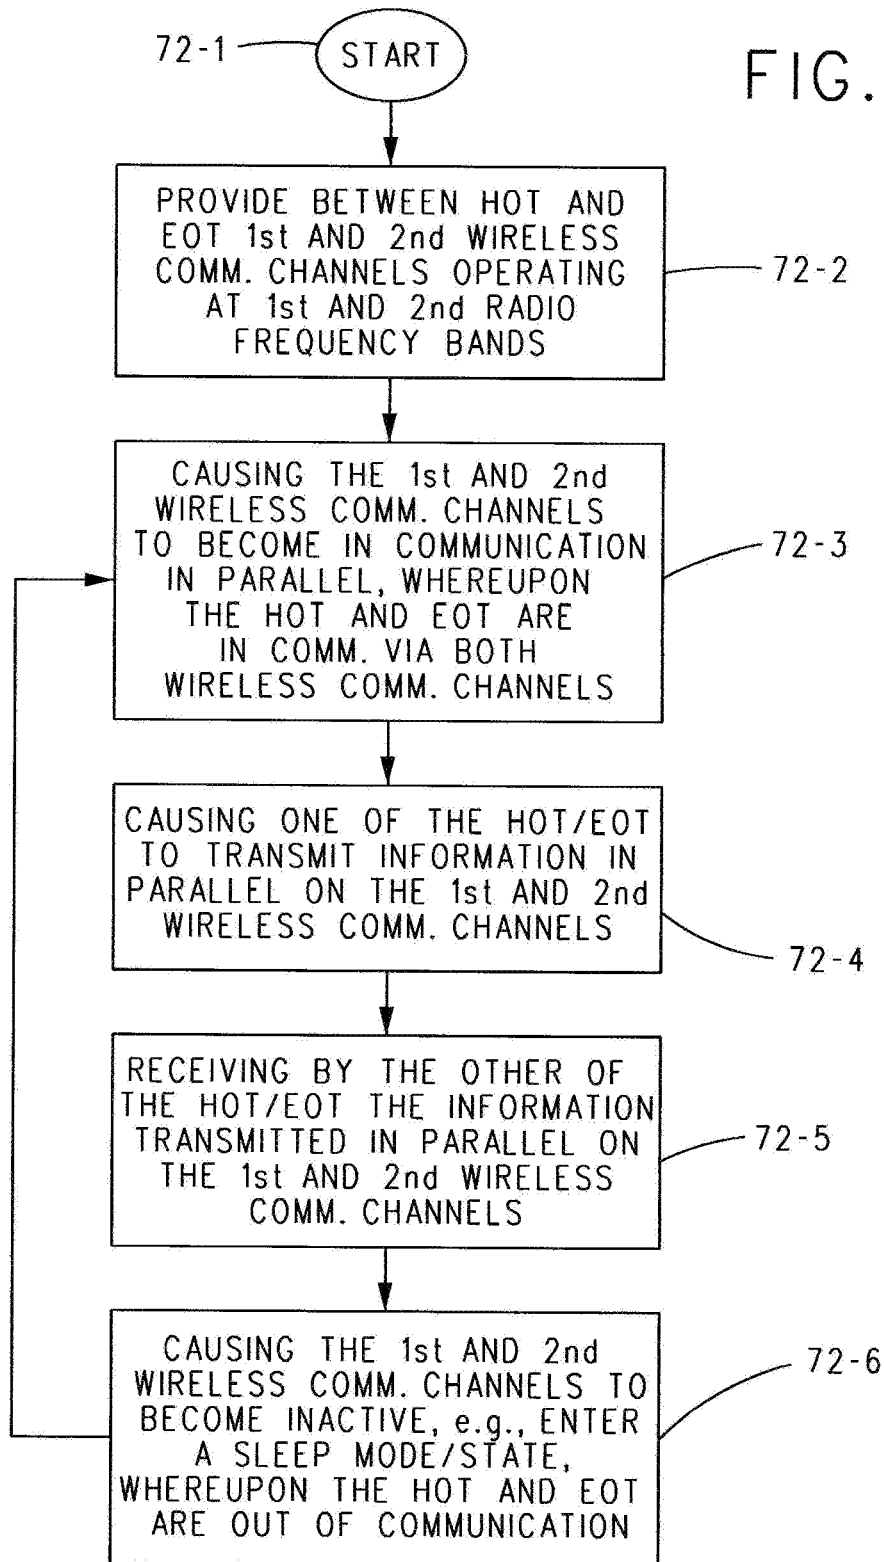 72-1
START
FIG.
PROVIDE BETWEEN HOT AND
EOT 1st AND 2nd WIRELESS
COMM. CHANNELS OPERATING
AT 1st AND 2nd RADIO
FREQUENCY BANDS
72-2
CAUSING THE 1st AND 2nd
WIRELESS COMM. CHANNELS
TO BECOME IN COMMUNICATION
IN PARALLEL, WHEREUPON
THE HOT AND EOT ARE
IN COMM. VIA BOTH
WIRELESS COMM. CHANNELS
72-3
CAUSING ONE OF THE HOT/EOT
TO TRANSMIT INFORMATION IN
PARALLEL ON THE 1st AND 2nd
WIRELESS COMM. CHANNELS
72-4
RECEIVING BY THE OTHER OF
THE HOT/EOT THE INFORMATION
TRANSMITTED IN PARALLEL ON
THE 1st AND 2nd WIRELESS
COMM. CHANNELS
72-5
CAUSING THE 1st AND 2nd
WIRELESS COMM. CHANNELS TO
BECOME INACTIVE, e.g., ENTER
A SLEEP MODE/STATE,
WHEREUPON THE HOT AND EOT
ARE OUT OF COMMUNICATION
72-6